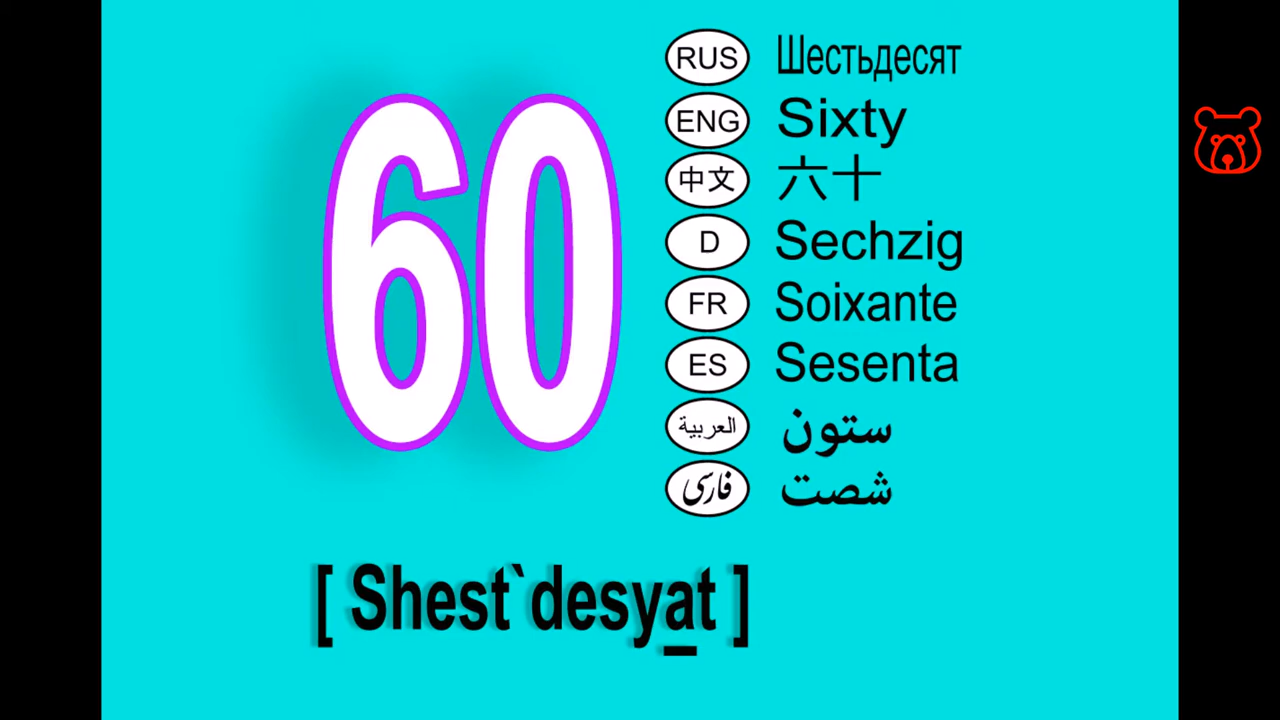 60
RUS Шестьдесят
ENG Sixty
中文 六十
D Sechzig
FR Soixante
ES Sesenta
العربية ستون
فارسی شصت
[ Shest`desyat ]